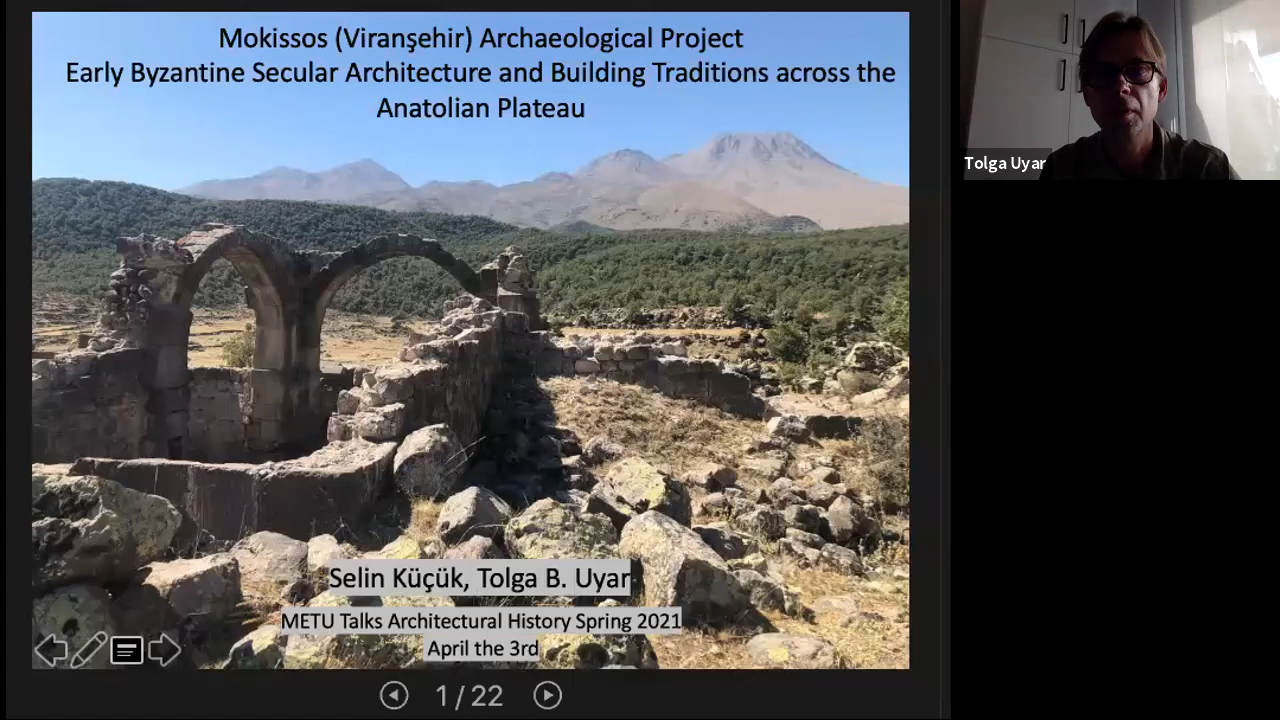 Mokissos (Viranşehir) Archaeological Project
Early Byzantine Secular Architecture and Building Traditions across the
Anatolian Plateau
Tolga Uyar
Selin Küçük, Tolga B. Uyar
METU Talks Architectural History Spring 2021
April the 3rd
1 / 22